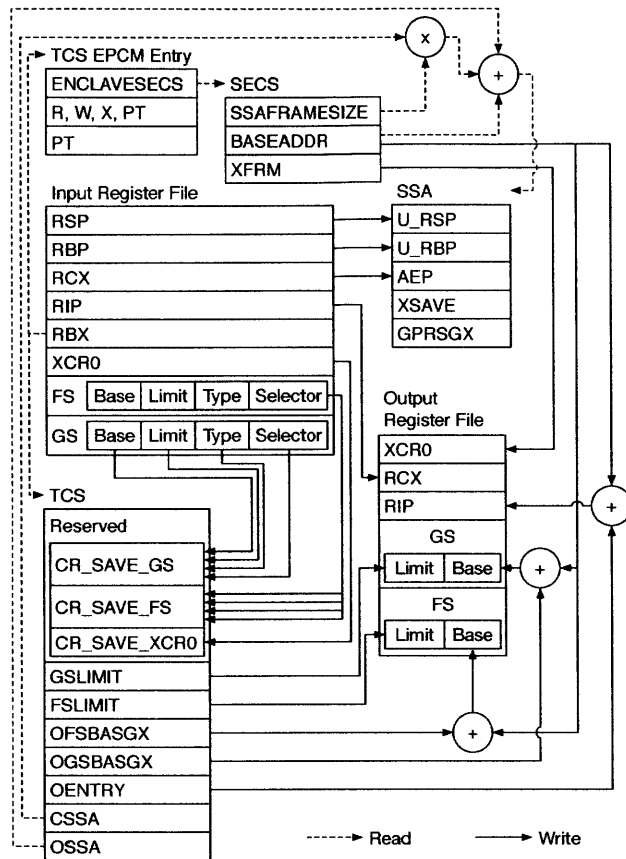 TCS EPCM Entry
ENCLAVESECS
R, W, X, PT
PT
SECS
SSAFRAMESIZE
BASEADDR
XFRM
x
+
Input Register File
RSP
RBP
RCX
RIP
RBX
XCR0
FS Base Limit Type Selector
GS Base Limit Type Selector
SSA
U_RSP
U_RBP
AEP
XSAVE
GPRSGX
Output
Register File
XCR0
RCX
RIP
+
GS
Limit Base
+
FS
Limit Base
+
TCS
Reserved
CR_SAVE_GS
CR_SAVE_FS
CR_SAVE_XCR0
GSLIMIT
FSLIMIT
OFSBASGX
OGSBASGX
OENTRY
CSSA
OSSA
Read
Write